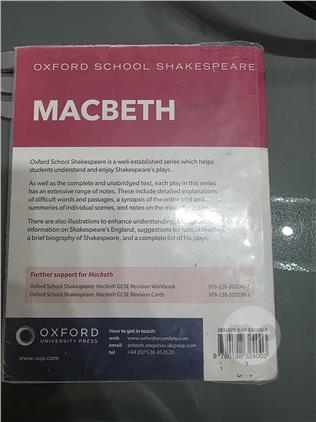 OXFORD SCHOOL SHAKESPEARE
MACBETH
Oxford School Shakespeare is a well-established series which helps
students understand and enjoy Shakespeare's plays.
As well as the complete and unabridged text, each play in this series
has an extensive range of notes. These include detailed explanations
of difficult words and passages, a synopsis of the entire plot and
summaries of individual scenes, and notes on the main
There are also illustrations to enhance understanding,
information on Shakespeare's England, suggestions for further reading,
a brief biography of Shakespeare, and a complete list of his plays.
Further support for Macbeth
Oxford School Shakespeare: Macbeth GCSE Revision Workbook
Oxford School Shakespeare: Macbeth GCSE Revision Cards
OXFORD
UNIVERSITY PRESS
www.oup.com
How to get in touch:
web www.oxfordsecondary.com
email schools.enquiries.uk@oup.com
tel +44 (0)1536 452620
9 780198 324003